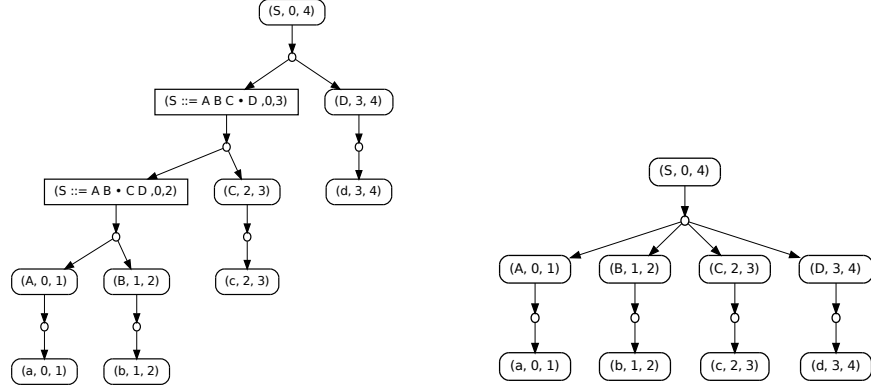 (S, 0, 4)
(S ::= A B C • D ,0,3)
(D, 3, 4)
(S ::= A B • C D ,0,2)
(C, 2, 3)
(d, 3, 4)
(A, 0, 1)
(B, 1, 2)
(c, 2, 3)
(a, 0, 1)
(b, 1, 2)
(S, 0, 4)
(A, 0, 1)
(B, 1, 2)
(C, 2, 3)
(D, 3, 4)
(a, 0, 1)
(b, 1, 2)
(c, 2, 3)
(d, 3, 4)